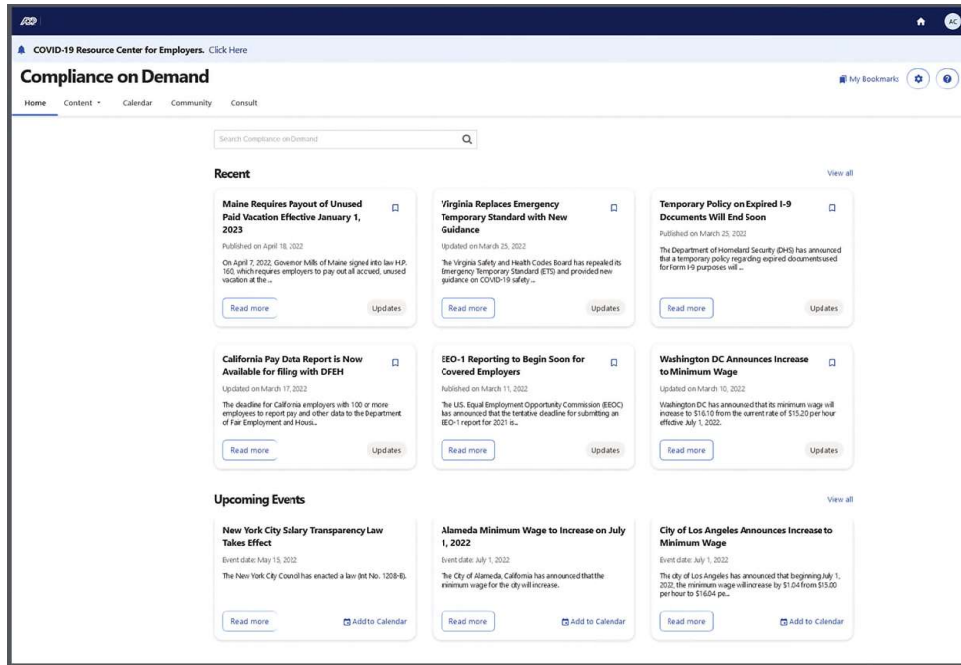 ADP
AC
COVID-19 Resource Center for Employers. Click Here
Compliance on Demand
My Bookmarks
Home Content Calendar Community Consult
Search Compliance on Demand
Recent
View all
Maine Requires Payout of Unused
Paid Vacation Effective January 1,
2023
Published on April 18, 2022
On April 7, 2022, Governor Mills of Maine signed into law H.P.
160, which requires employers to pay out all accrued, unused
vacation at the ...
Read more
Updates
Virginia Replaces Emergency
Temporary Standard with New
Guidance
Updated on March 25, 2022
The Virginia Safety and Health Codes Board has repealed its
Emergency Temporary Standard (ETS) and provided new
guidance on COVID-19 safety ...
Read more
Updates
Temporary Policy on Expired I-9
Documents Will End Soon
Published on March 25, 2022
The Department of Homeland Security (DHS) has announced
that a temporary policy regarding expired documents used
for Form I-9 purposes will ...
Read more
Updates
California Pay Data Report is Now
Available for filing with DFEH
Updated on March 17, 2022
The deadline for California employers with 100 or more
employees to report pay and other data to the Department
of Fair Employment and Housi...
Read more
Updates
EEO-1 Reporting to Begin Soon for
Covered Employers
Published on March 11, 2022
The U.S. Equal Employment Opportunity Commission (EEOC)
has announced that the tentative deadline for submitting an
EEO-1 report for 2021 is...
Read more
Updates
Washington DC Announces Increase
to Minimum Wage
Updated on March 10, 2022
Washington DC has announced that its minimum wage will
increase to $16.10 from the current rate of $15.20 per hour
effective July 1, 2022.
Read more
Updates
Upcoming Events
View all
New York City Salary Transparency Law
Takes Effect
Event date: May 15, 2022
The New York City Council has enacted a law (Int No. 1208-B).
Read more
Add to Calendar
Alameda Minimum Wage to Increase on July
1, 2022
Event date: July 1, 2022
The City of Alameda, California has announced that the
minimum wage for the city will increase.
Read more
Add to Calendar
City of Los Angeles Announces Increase to
Minimum Wage
Event date: July 1, 2022
The city of Los Angeles has announced that beginning July 1,
2022, the minimum wage will increase by $1.04 from $15.00
per hour to $16.04 pe...
Read more
Add to Calendar